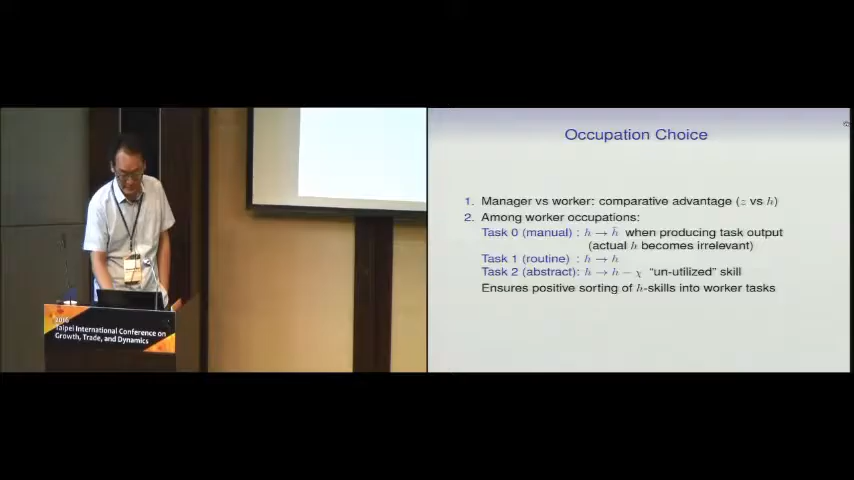 2016
Taipei International Conference on
Growth, Trade, and Dynamics
Occupation Choice
1. Manager vs worker: comparative advantage (z vs h)
2. Among worker occupations:
Task 0 (manual) : h → h̄ when producing task output
(actual h becomes irrelevant)
Task 1 (routine) : h → h
Task 2 (abstract): h → h − χ "un-utilized" skill
Ensures positive sorting of h-skills into worker tasks